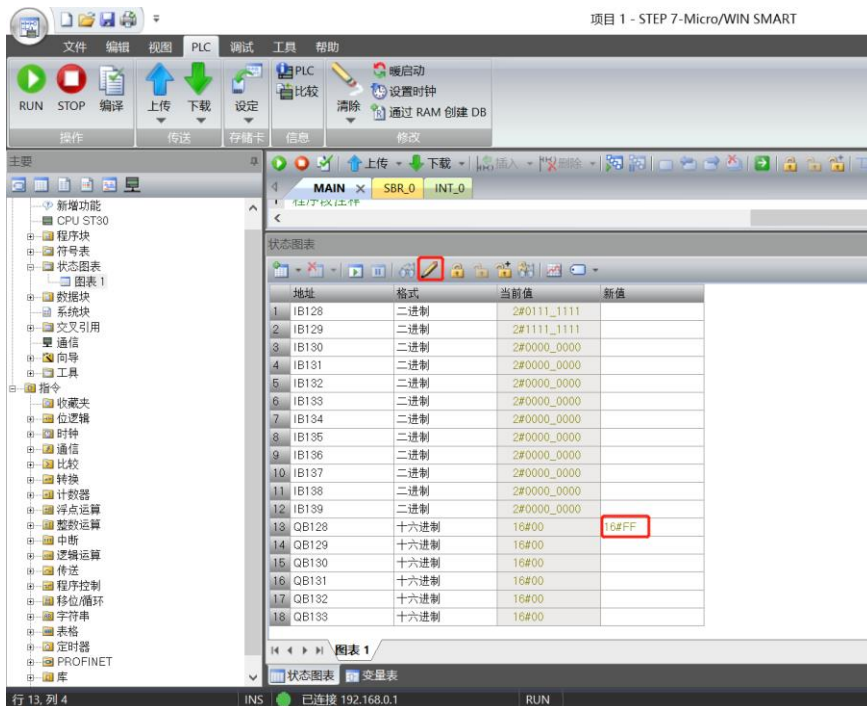 项目 1 - STEP 7-Micro/WIN SMART
文件 编辑 视图 PLC 调试 工具 帮助
RUN STOP 编译 上传 下载 设定 PLC 比较 清除 暖启动 设置时钟 通过 RAM 创建 DB
操作 传送 存储卡 信息 修改
主要
新增功能
CPU ST30
程序块
符号表
状态图表
图表 1
数据块
系统块
交叉引用
通信
向导
工具
指令
收藏夹
位逻辑
时钟
通信
比较
转换
计数器
浮点运算
整数运算
中断
逻辑运算
传送
程序控制
移位/循环
字符串
表格
定时器
PROFINET
库
上传 下载 插入 删除
MAIN SBR_0 INT_0
1 程序段注释
状态图表
地址 格式 当前值 新值
1 IB128 二进制 2#0111_1111
2 IB129 二进制 2#1111_1111
3 IB130 二进制 2#0000_0000
4 IB131 二进制 2#0000_0000
5 IB132 二进制 2#0000_0000
6 IB133 二进制 2#0000_0000
7 IB134 二进制 2#0000_0000
8 IB135 二进制 2#0000_0000
9 IB136 二进制 2#0000_0000
10 IB137 二进制 2#0000_0000
11 IB138 二进制 2#0000_0000
12 IB139 二进制 2#0000_0000
13 QB128 十六进制 16#00 16#FF
14 QB129 十六进制 16#00
15 QB130 十六进制 16#00
16 QB131 十六进制 16#00
17 QB132 十六进制 16#00
18 QB133 十六进制 16#00
图表 1
状态图表 变量表
行 13, 列 4 INS 已连接 192.168.0.1 RUN